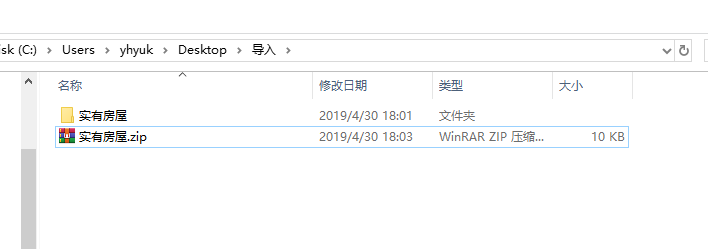 isk (C:) > Users > yhyuk > Desktop > 导入 >
名称 修改日期 类型 大小
实有房屋 2019/4/30 18:01 文件夹
实有房屋.zip 2019/4/30 18:03 WinRAR ZIP 压缩... 10 KB